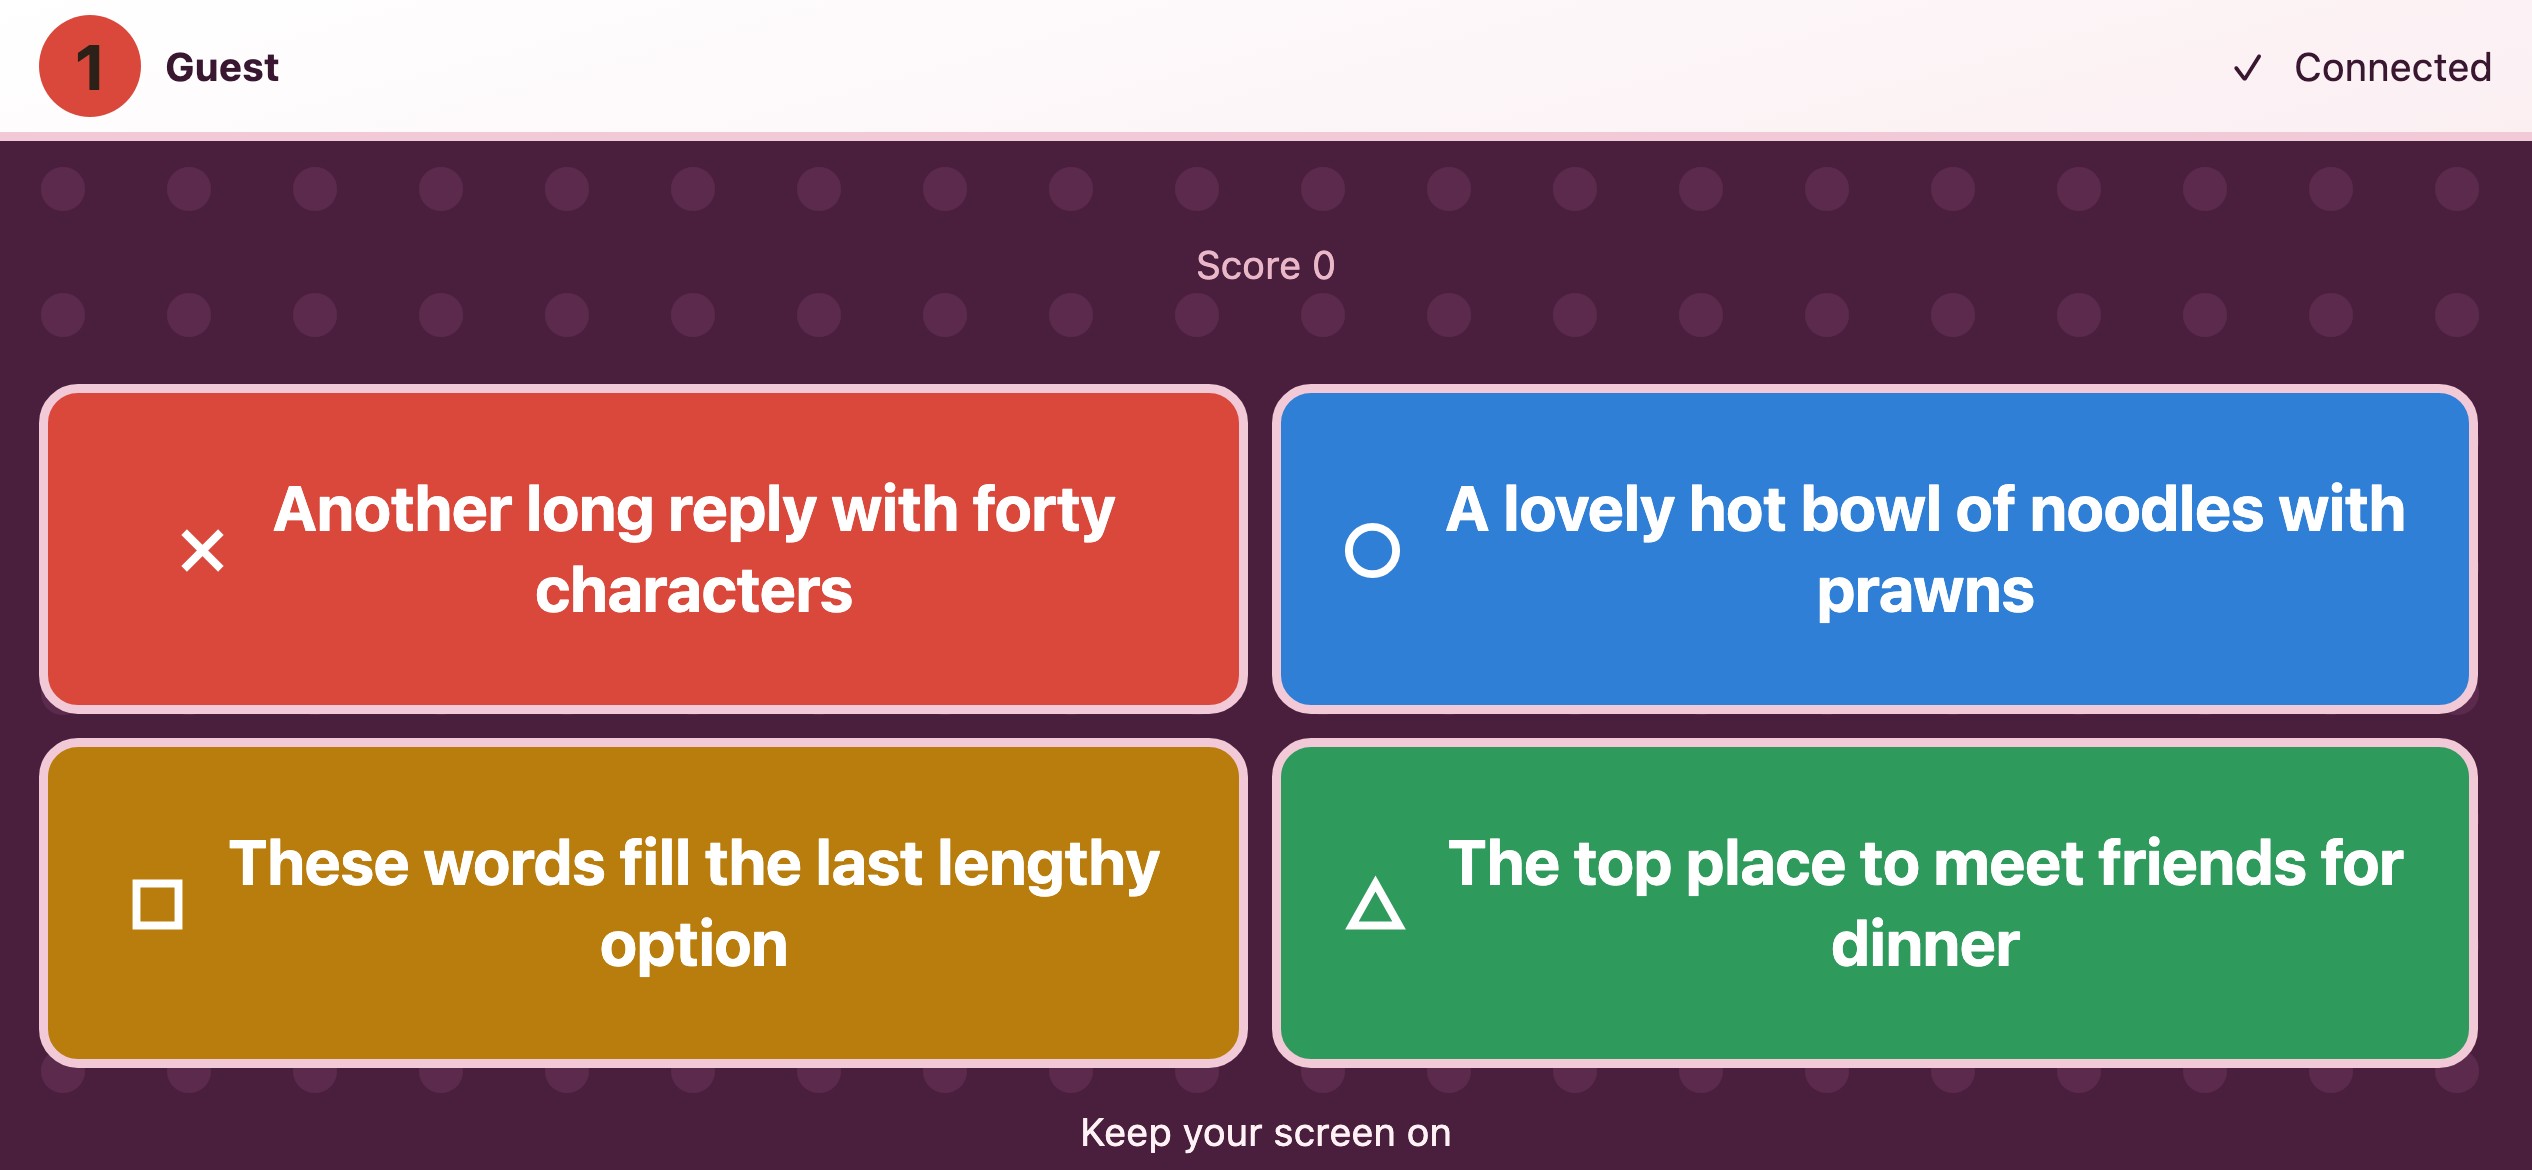 1 Guest
✓ Connected
Score 0
Another long reply with forty
characters
A lovely hot bowl of noodles with
prawns
These words fill the last lengthy
option
The top place to meet friends for
dinner
Keep your screen on